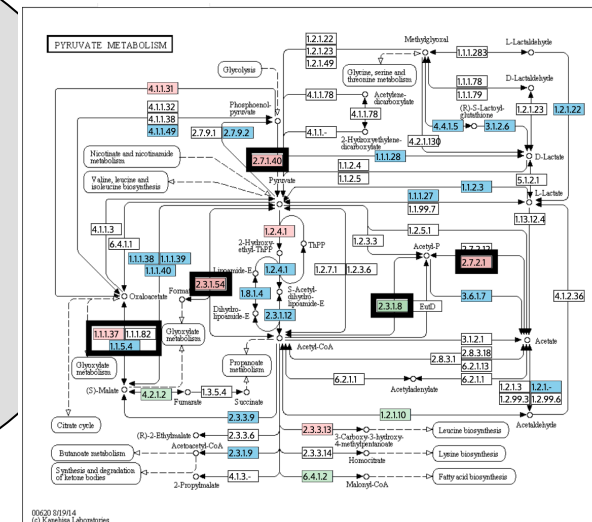 PYRUVATE METABOLISM
1.2.1.22
1.2.1.23
1.2.1.49
Methylglyoxal
1.1.1.283
L-Lactaldehyde
Glycolysis
Glycine, serine and
threonine metabolism
4.1.1.31
1.1.1.78
1.1.1.79
D-Lactaldehyde
4.1.1.32
4.1.1.38
4.1.1.49
Phosphoenol-
pyruvate
4.1.1.78
Acetylene-
dicarboxylate
4.1.1.78
(R)-S-Lactoyl-
glutathione
1.2.1.23
1.2.1.22
2.7.9.1
2.7.9.2
4.1.1.-
2-Hydroxyethylene-
dicarboxylate
4.4.1.5
3.1.2.6
4.2.1.130
Nicotinate and nicotinamide
metabolism
2.7.1.40
1.1.1.28
D-Lactate
1.1.2.4
1.1.2.5
Valine, leucine and
isoleucine biosynthesis
Pyruvate
5.1.2.1
1.1.2.3
1.1.1.27
L-Lactate
1.1.99.7
1.13.12.4
4.1.1.3
6.4.1.1
1.2.4.1
1.2.5.1
1.2.3.3
Acetyl-P
2-Hydroxy-
ethyl-ThPP
ThPP
1.1.1.38
1.1.1.39
1.1.1.40
Lipoamide-E
1.2.4.1
1.2.7.1
1.2.3.6
2.7.2.1
2.3.1.54
1.8.1.4
S-Acetyl-
dihydro-
lipoamide-E
Oxaloacetate
2.3.1.8
EutD
3.6.1.7
4.1.2.36
Dihydro-
lipoamide-E
2.3.1.12
1.1.1.37
1.1.1.82
1.1.5.4
Glyoxylate
metabolism
Acetyl-CoA
3.1.2.1
Acetate
2.8.3.18
2.8.3.1
6.2.1.13
Glyoxylate
metabolism
Propanoate
metabolism
6.2.1.1
6.2.1.1
Acetyladenylate
1.2.1.3
1.2.1.-
1.2.99.3
1.2.99.6
(S)-Malate
4.2.1.2
Fumarate
1.3.5.4
Succinate
2.3.3.9
1.2.1.10
Acetaldehyde
Citrate cycle
(R)-2-Ethylmalate
2.3.3.6
2.3.3.13
3-Carboxy-3-hydroxy-
4-methylpentanoate
Leucine biosynthesis
Butanoate metabolism
Acetoacetyl-CoA
2.3.1.9
2.3.3.14
Homocitrate
Lysine biosynthesis
Synthesis and degradation
of ketone bodies
2-Propylmalate
4.1.3.-
6.4.1.2
Malonyl-CoA
Fatty acid biosynthesis
00620 8/19/14
(c) Kanehisa Laboratories